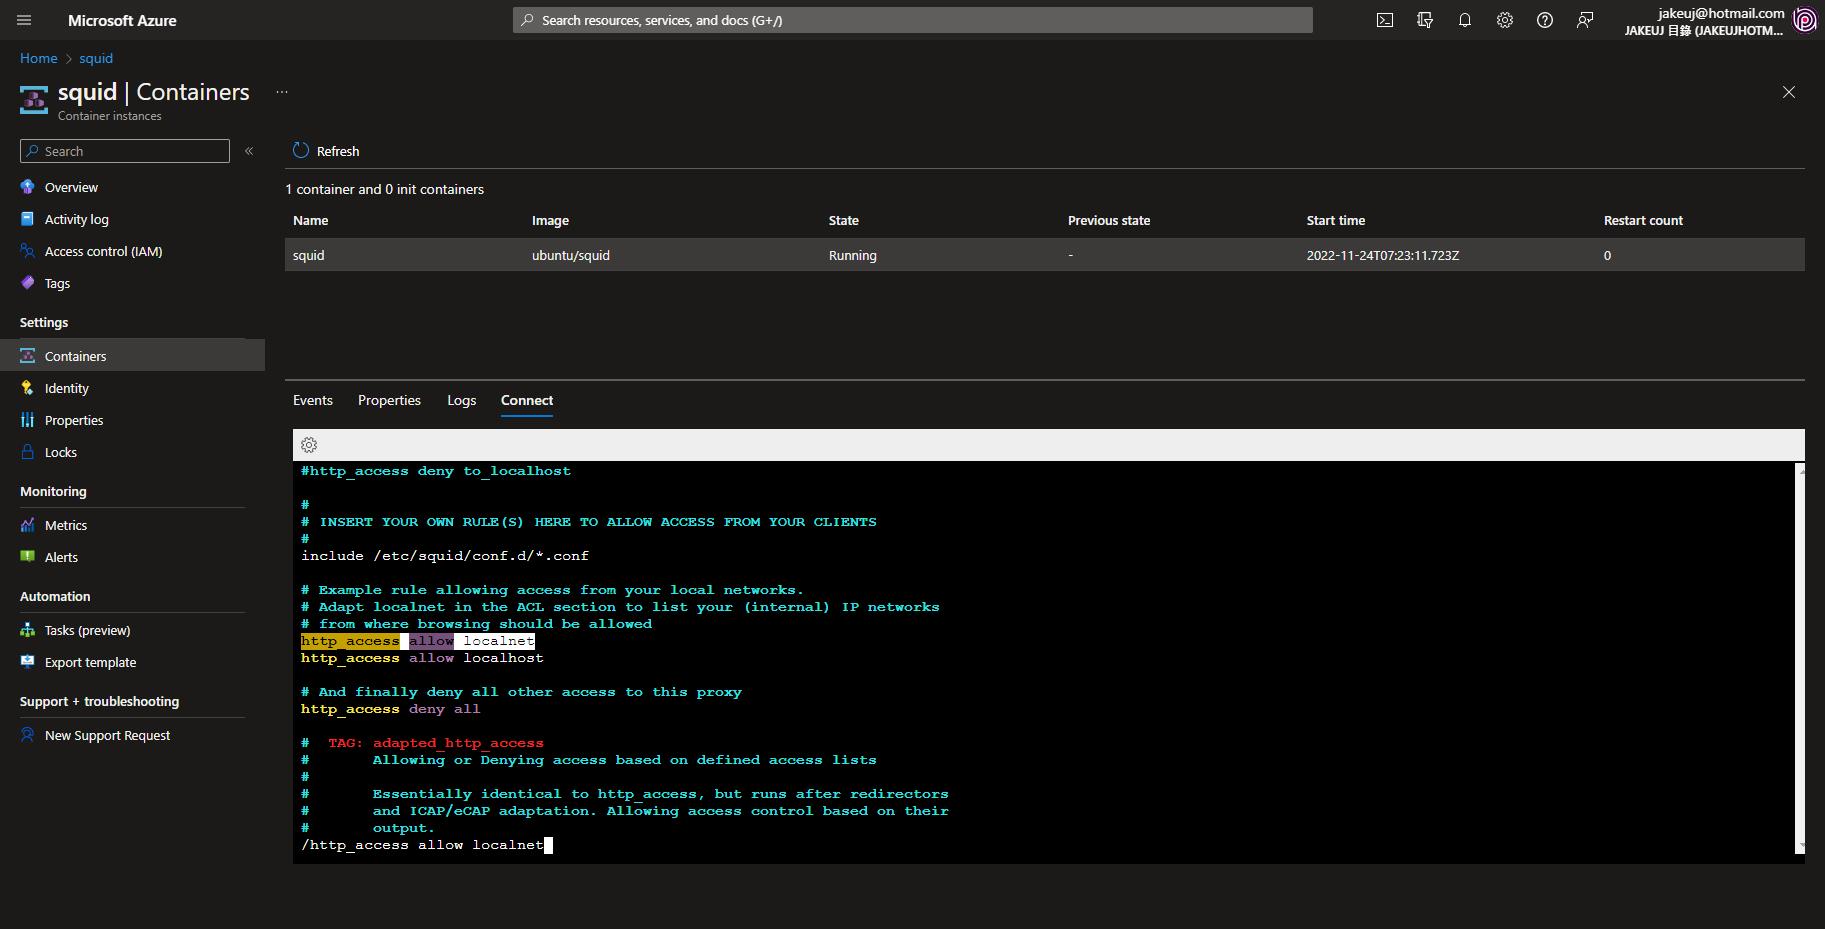 Microsoft Azure
Search resources, services, and docs (G+/)
jakeuj@hotmail.com
JAKEUJ 目錄 (JAKEUJHOTM...
Home > squid
squid | Containers ...
Container instances
Search «
Refresh
Overview
Activity log
Access control (IAM)
Tags
Settings
Containers
Identity
Properties
Locks
Monitoring
Metrics
Alerts
Automation
Tasks (preview)
Export template
Support + troubleshooting
New Support Request
1 container and 0 init containers
Name Image State Previous state Start time Restart count
squid ubuntu/squid Running - 2022-11-24T07:23:11.723Z 0
Events Properties Logs Connect
#http_access deny to_localhost
#
# INSERT YOUR OWN RULE(S) HERE TO ALLOW ACCESS FROM YOUR CLIENTS
#
include /etc/squid/conf.d/*.conf
# Example rule allowing access from your local networks.
# Adapt localnet in the ACL section to list your (internal) IP networks
# from where browsing should be allowed
http_access allow localnet
http_access allow localhost
# And finally deny all other access to this proxy
http_access deny all
# TAG: adapted_http_access
# Allowing or Denying access based on defined access lists
#
# Essentially identical to http_access, but runs after redirectors
# and ICAP/eCAP adaptation. Allowing access control based on their
# output.
/http_access allow localnet